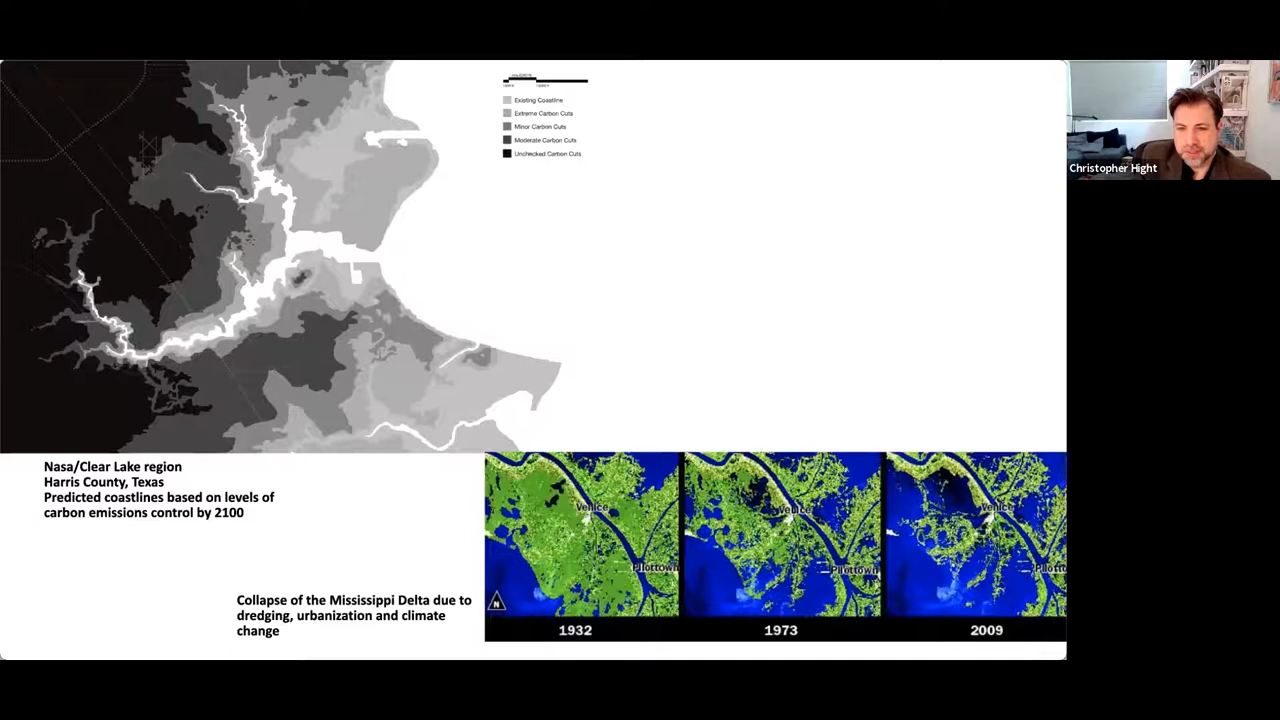 Existing Coastline
Extreme Carbon Cuts
Minor Carbon Cuts
Moderate Carbon Cuts
Unchecked Carbon Cuts
Christopher Hight
Nasa/Clear Lake region
Harris County, Texas
Predicted coastlines based on levels of
carbon emissions control by 2100
Collapse of the Mississippi Delta due to
dredging, urbanization and climate
change
Venice
Pilottown
N
1932
Venice
Pilottown
1973
Venice
Pilott
2009